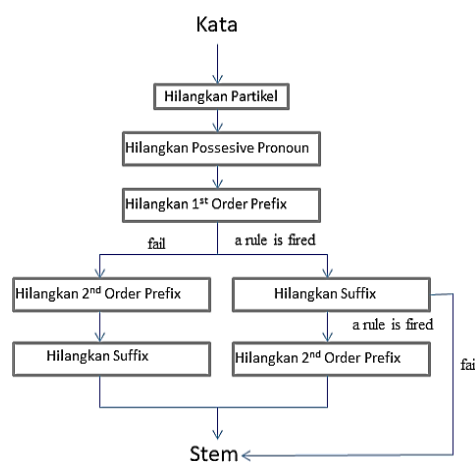 Kata
Hilangkan Partikel
Hilangkan Possesive Pronoun
Hilangkan 1st Order Prefix
fail
a rule is fired
Hilangkan 2nd Order Prefix
Hilangkan Suffix
a rule is fired
Hilangkan Suffix
Hilangkan 2nd Order Prefix
fai
Stem